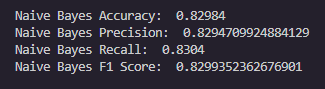 Naive Bayes Accuracy:  0.82984
Naive Bayes Precision:  0.8294709924884129
Naive Bayes Recall:  0.8304
Naive Bayes F1 Score:  0.8299352362676901